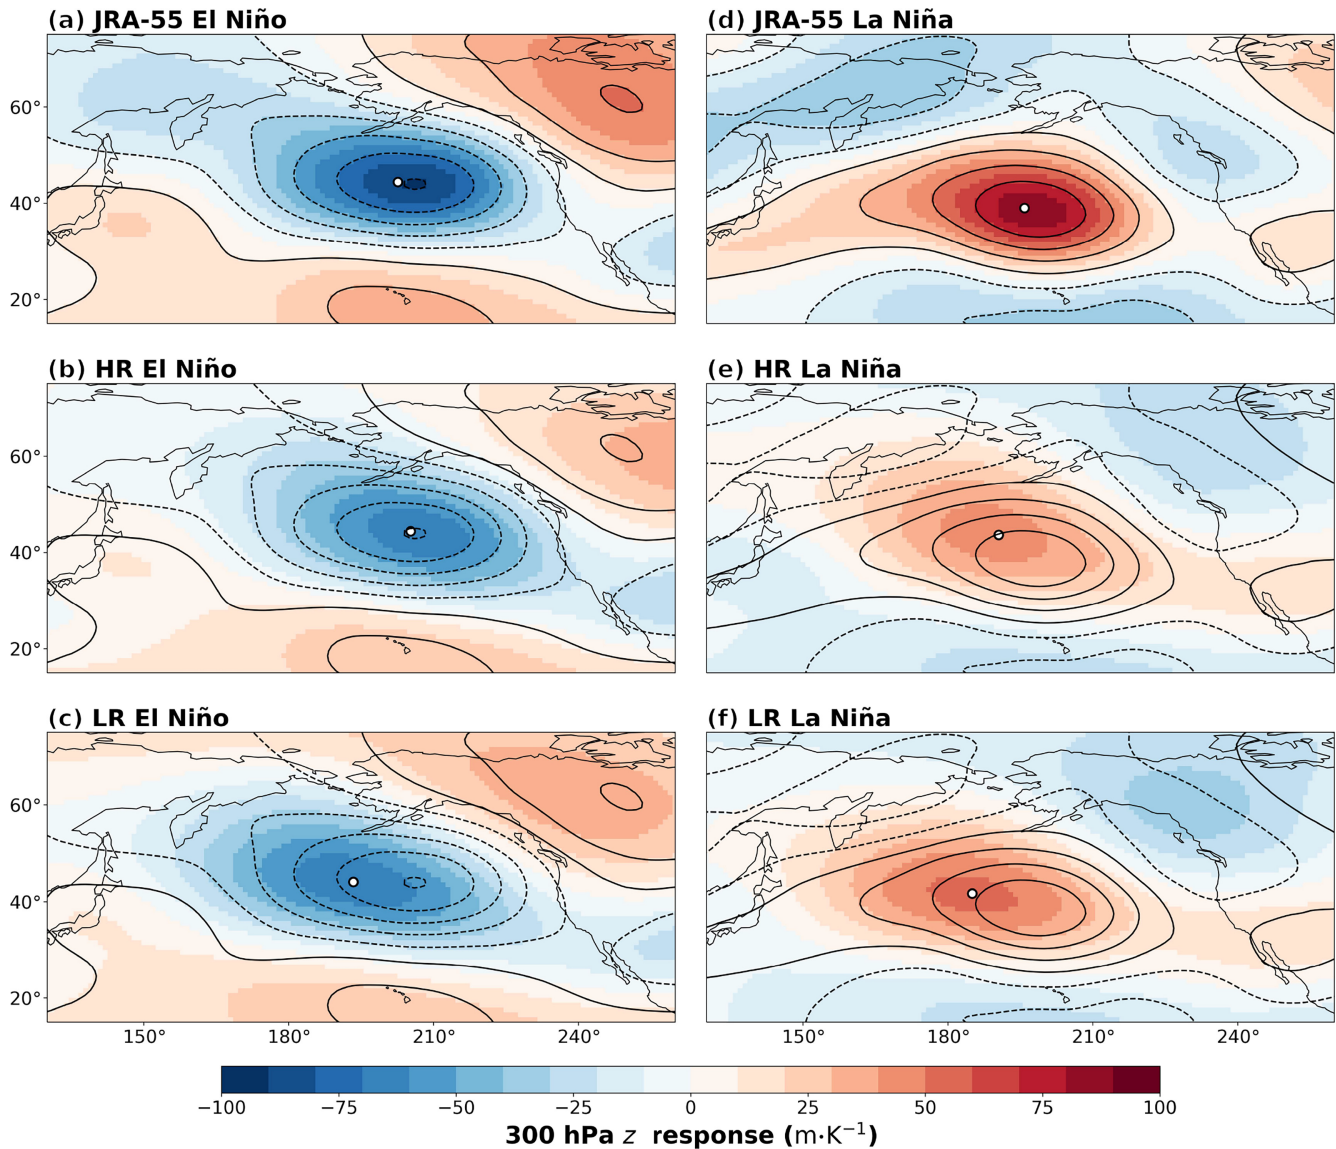 (a) JRA-55 El Niño
(d) JRA-55 La Niña
60°
40°
20°
(b) HR El Niño
(e) HR La Niña
60°
40°
20°
(c) LR El Niño
(f) LR La Niña
60°
40°
20°
150° 180° 210° 240° 150° 180° 210° 240°
−100 −75 −50 −25 0 25 50 75 100
300 hPa z response (m·K⁻¹)